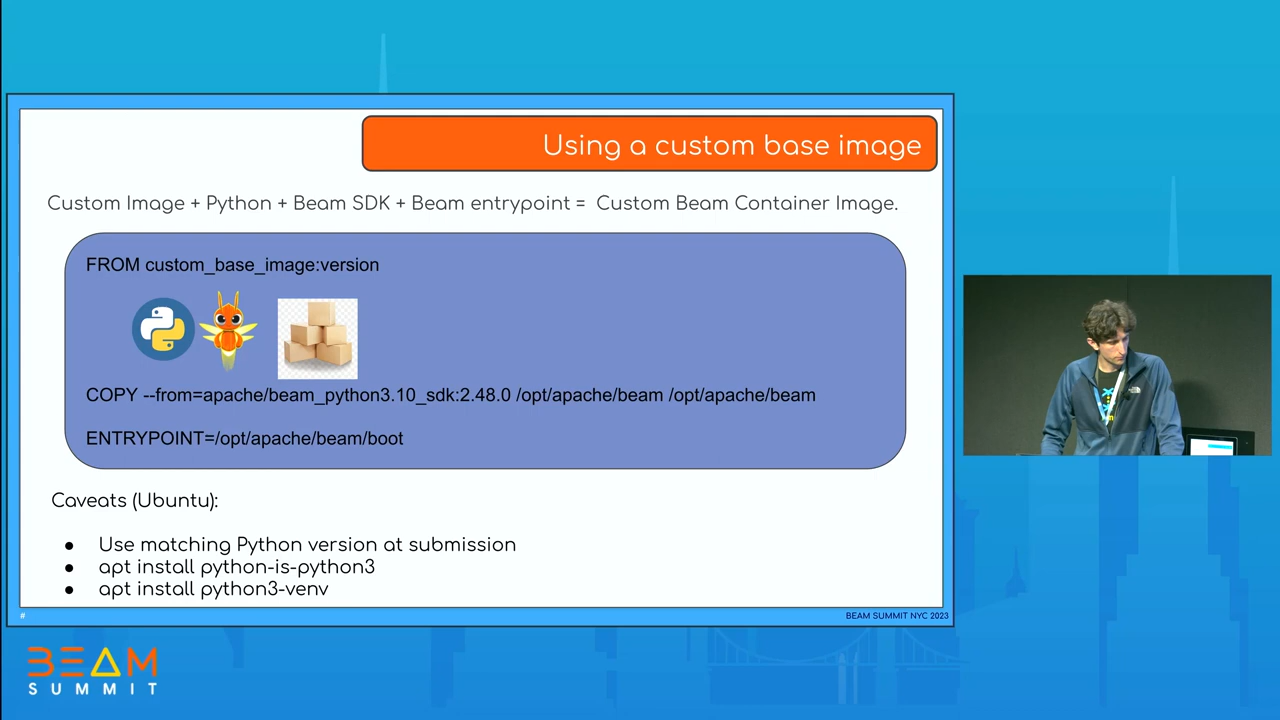 Using a custom base image
Custom Image + Python + Beam SDK + Beam entrypoint = Custom Beam Container Image.
FROM custom_base_image:version
COPY --from=apache/beam_python3.10_sdk:2.48.0 /opt/apache/beam /opt/apache/beam
ENTRYPOINT=/opt/apache/beam/boot
Caveats (Ubuntu):
● Use matching Python version at submission
● apt install python-is-python3
● apt install python3-venv
#
BEAM SUMMIT NYC 2023
BEAM
SUMMIT